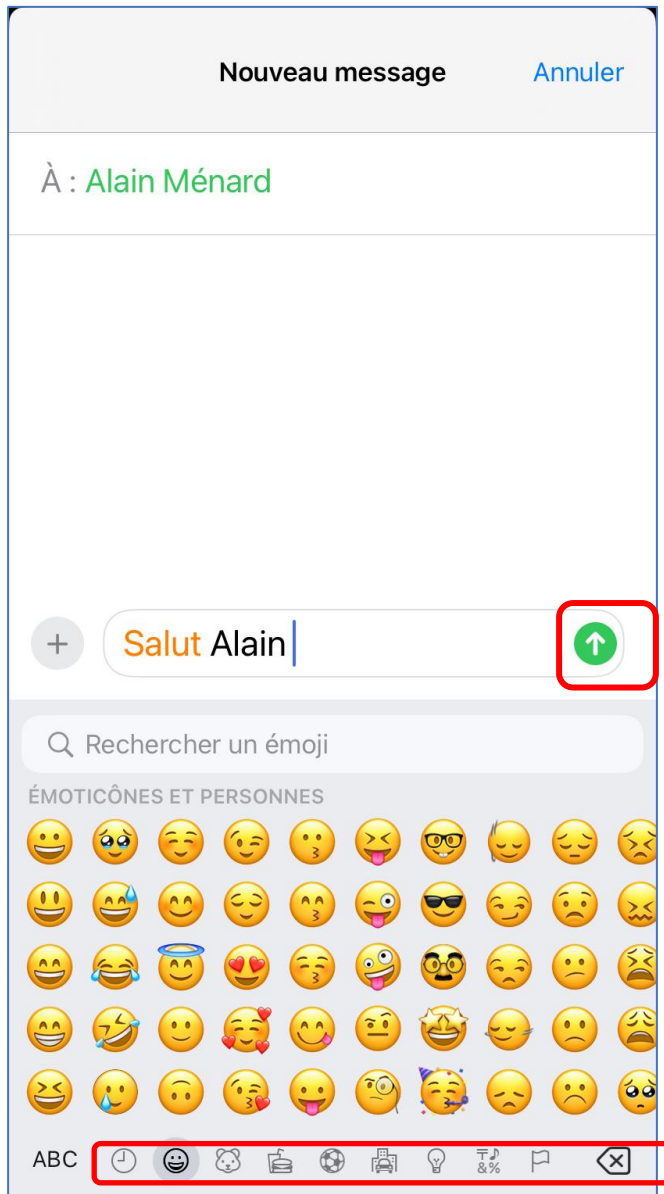 Nouveau message Annuler
À : Alain Ménard
Salut Alain
Rechercher un émoji
ÉMOTICÔNES ET PERSONNES
ABC